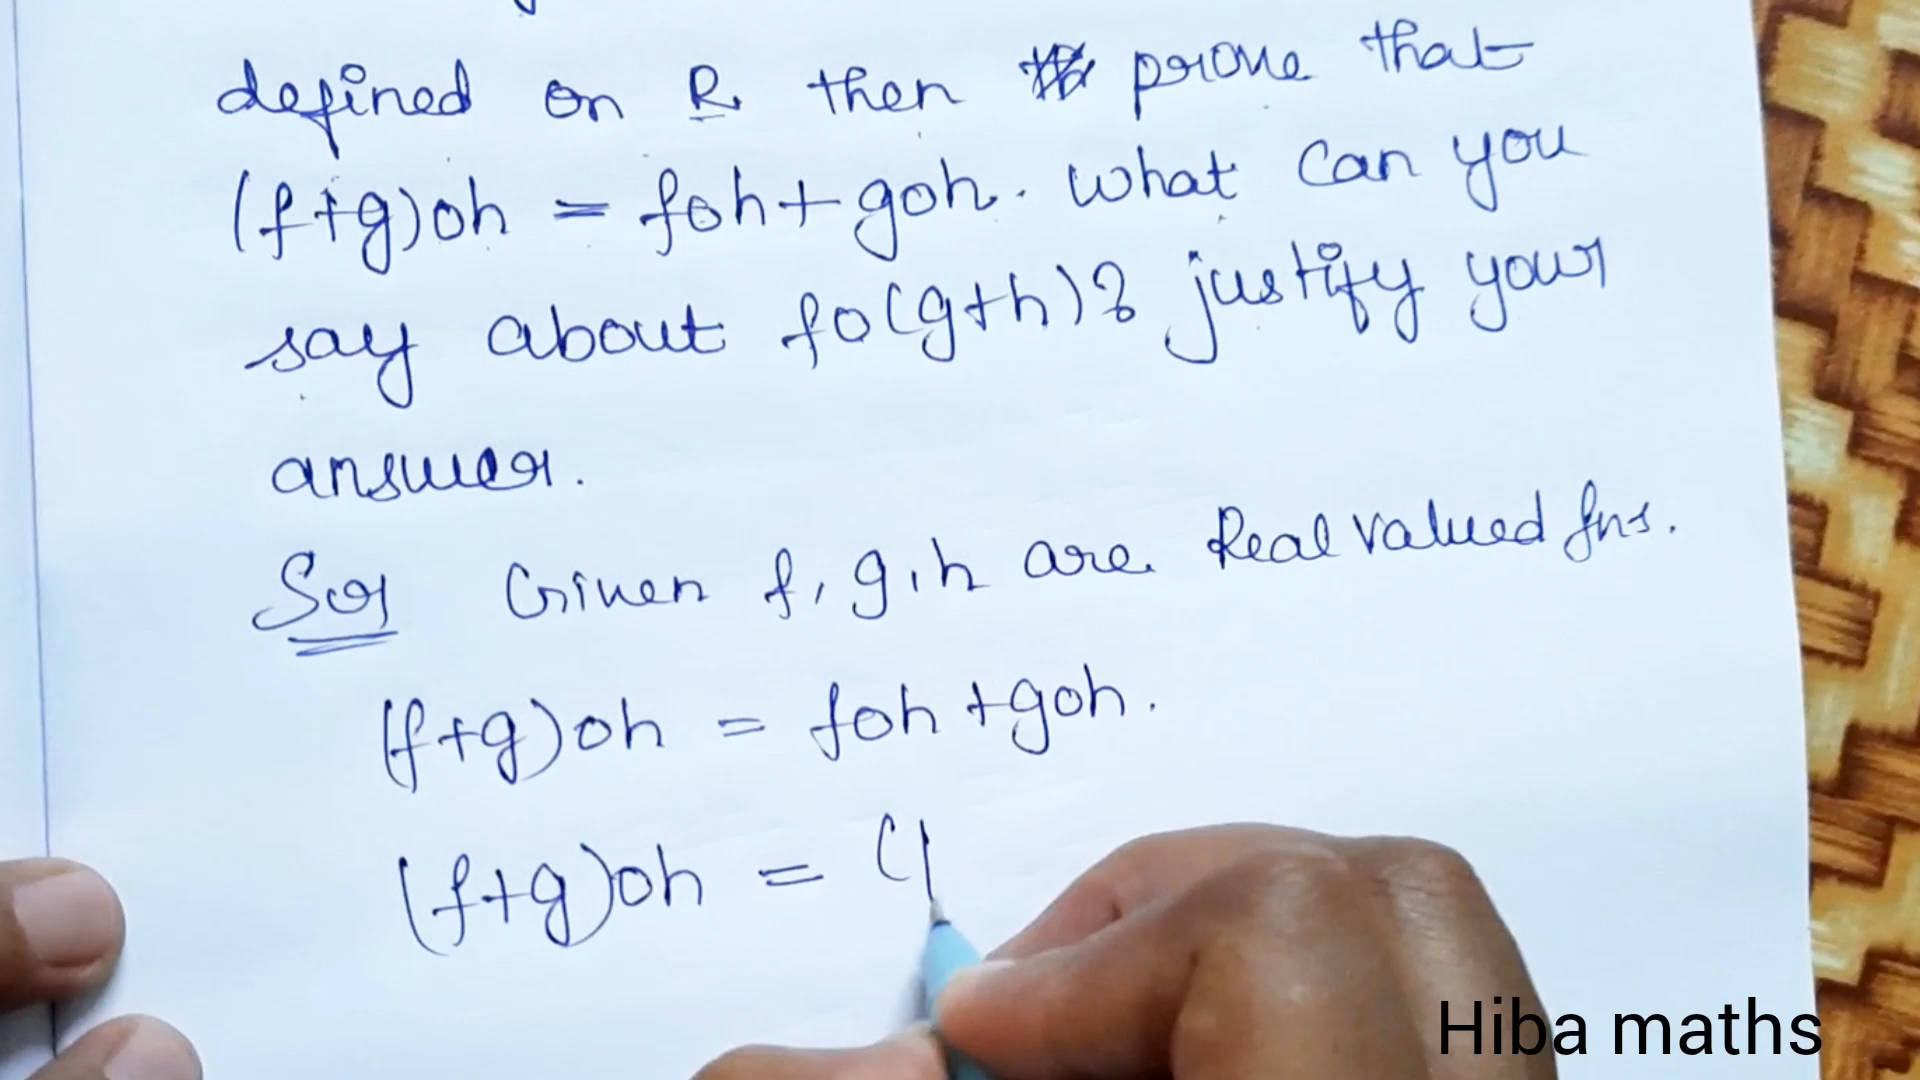 defined on R then prove that
(f+g)oh = foh+goh. What can you
say about fo(g+h)? justify your
answer.
Sol Given f, g, h are Real valued fns.
(f+g)oh = foh +goh.
(f+g)oh = (f
Hiba maths